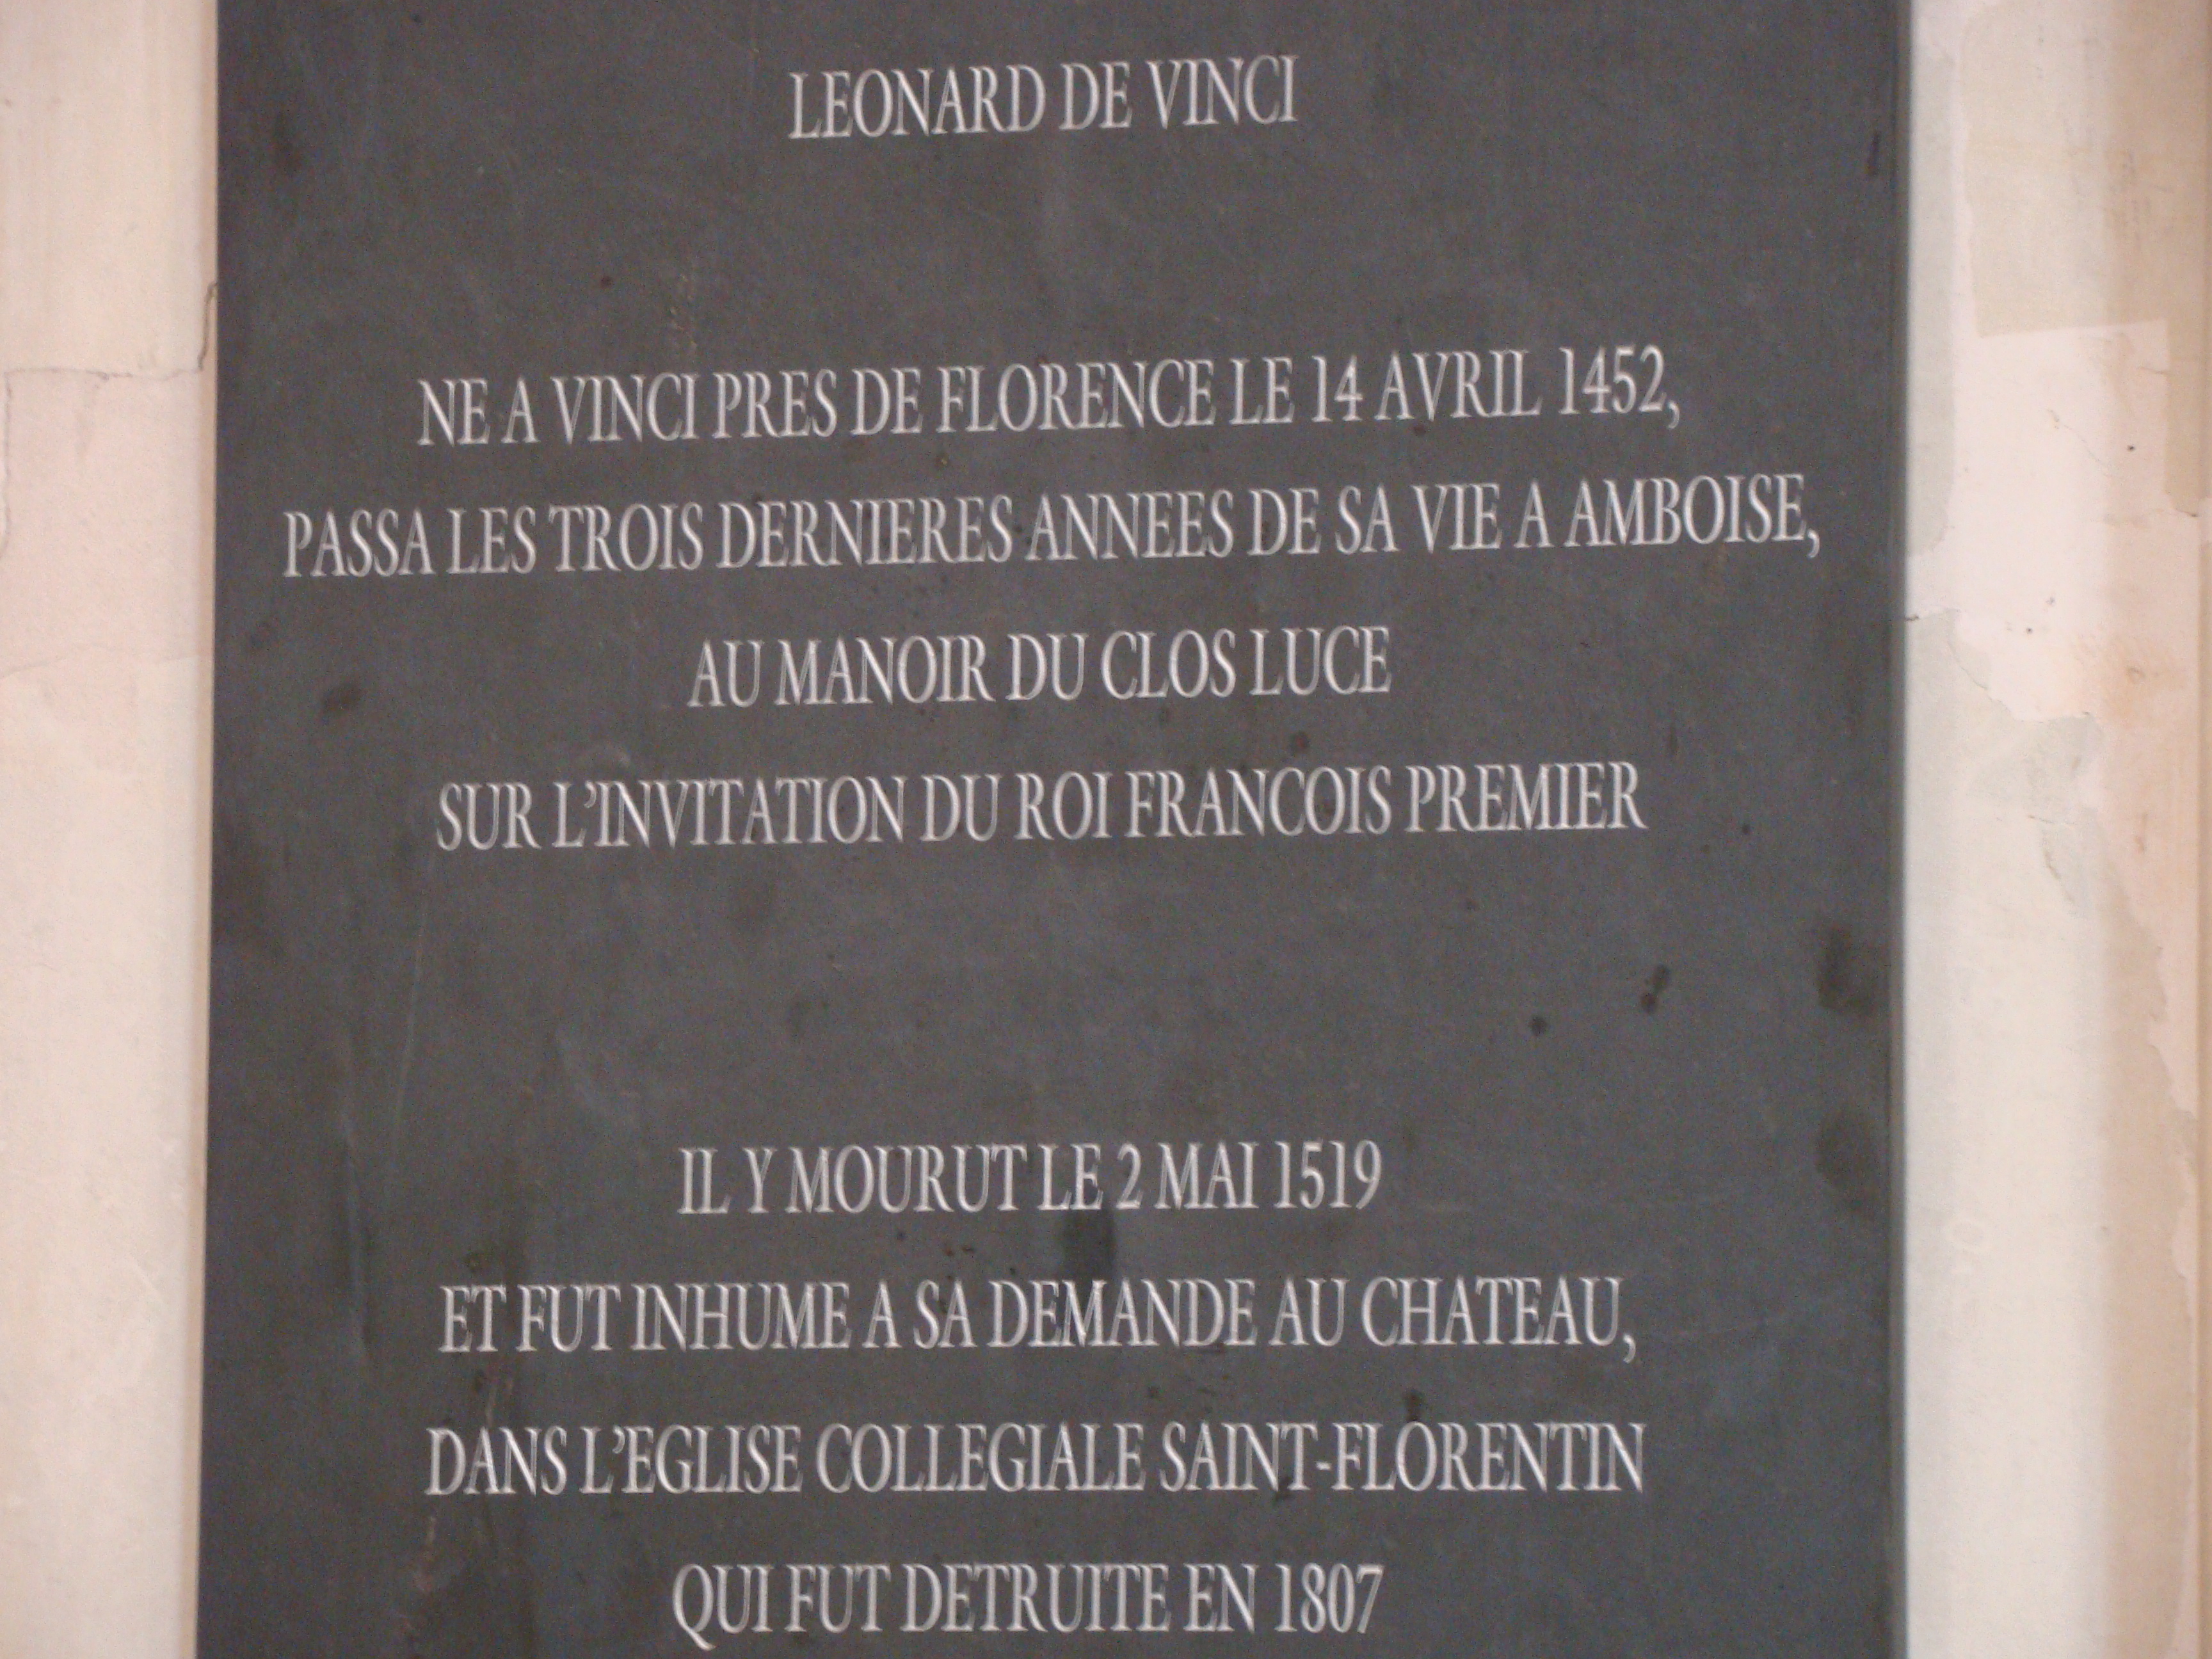 LEONARD DE VINCI
NE A VINCI PRES DE FLORENCE LE 14 AVRIL 1452,
PASSA LES TROIS DERNIERES ANNEES DE SA VIE A AMBOISE,
AU MANOIR DU CLOS LUCE
SUR L'INVITATION DU ROI FRANCOIS PREMIER
IL Y MOURUT LE 2 MAI 1519
ET FUT INHUME A SA DEMANDE AU CHATEAU,
DANS L'EGLISE COLLEGIALE SAINT-FLORENTIN
QUI FUT DETRUITE EN 1807